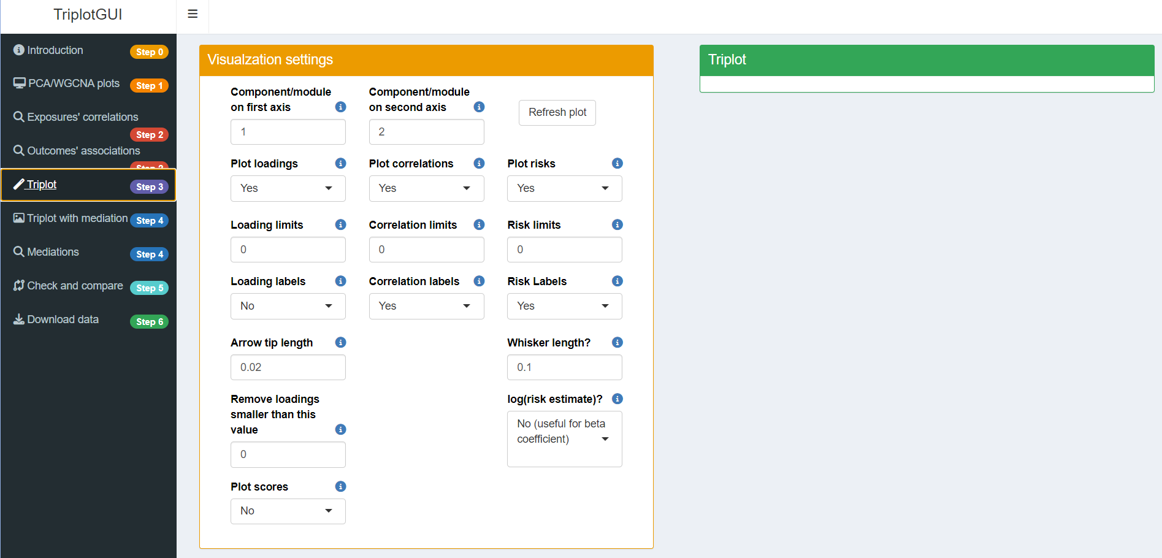 TriplotGUI
Introduction
Step 0
PCA/WGCNA plots
Step 1
Exposures' correlations
Step 2
Outcomes' associations
Step 2
Triplot
Step 3
Triplot with mediation
Step 4
Mediations
Step 4
Check and compare
Step 5
Download data
Step 6
Visualzation settings
Component/module
on first axis
1
Component/module
on second axis
2
Refresh plot
Plot loadings
Yes
Plot correlations
Yes
Plot risks
Yes
Loading limits
0
Correlation limits
0
Risk limits
0
Loading labels
No
Correlation labels
Yes
Risk Labels
Yes
Arrow tip length
0.02
Whisker length?
0.1
Remove loadings
smaller than this
value
0
log(risk estimate)?
No (useful for beta
coefficient)
Plot scores
No
Triplot